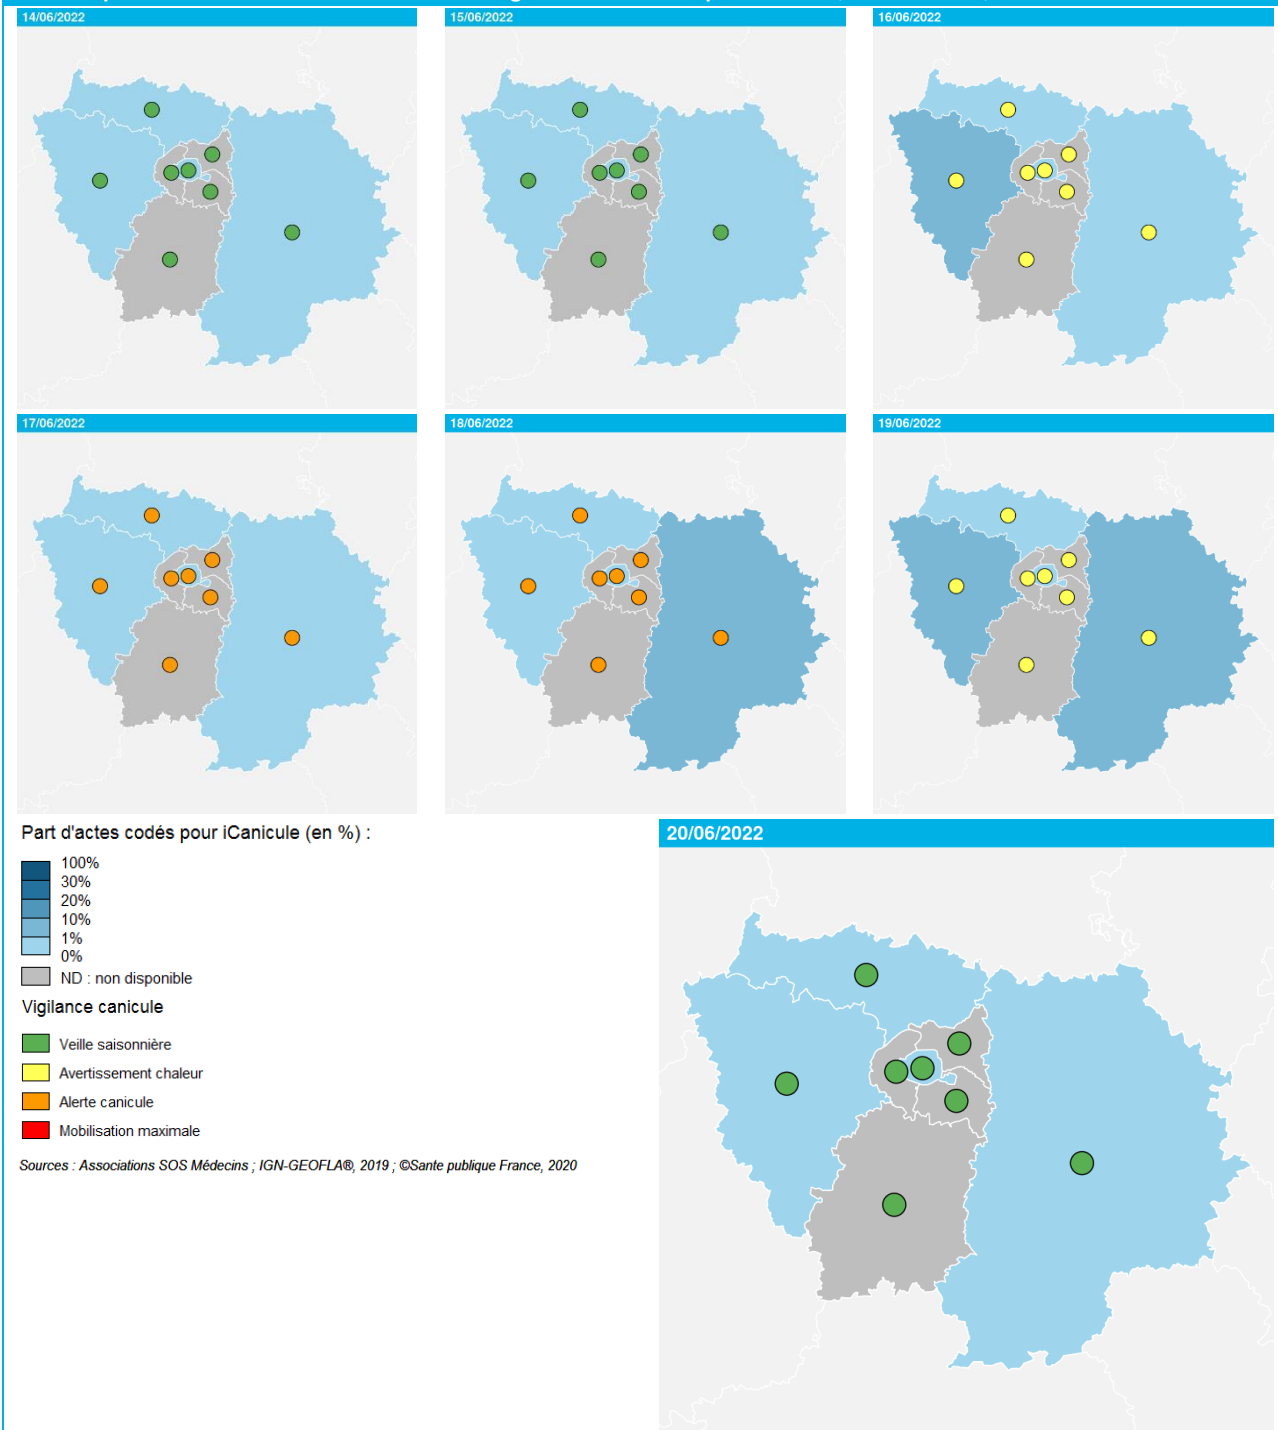 14/06/2022
15/06/2022
16/06/2022
17/06/2022
18/06/2022
19/06/2022
Part d'actes codés pour iCanicule (en %) :
100%
30%
20%
10%
1%
0%
ND : non disponible
Vigilance canicule
Veille saisonnière
Avertissement chaleur
Alerte canicule
Mobilisation maximale
Sources : Associations SOS Médecins ; IGN-GEOFLA®, 2019 ; ©Sante publique France, 2020
20/06/2022